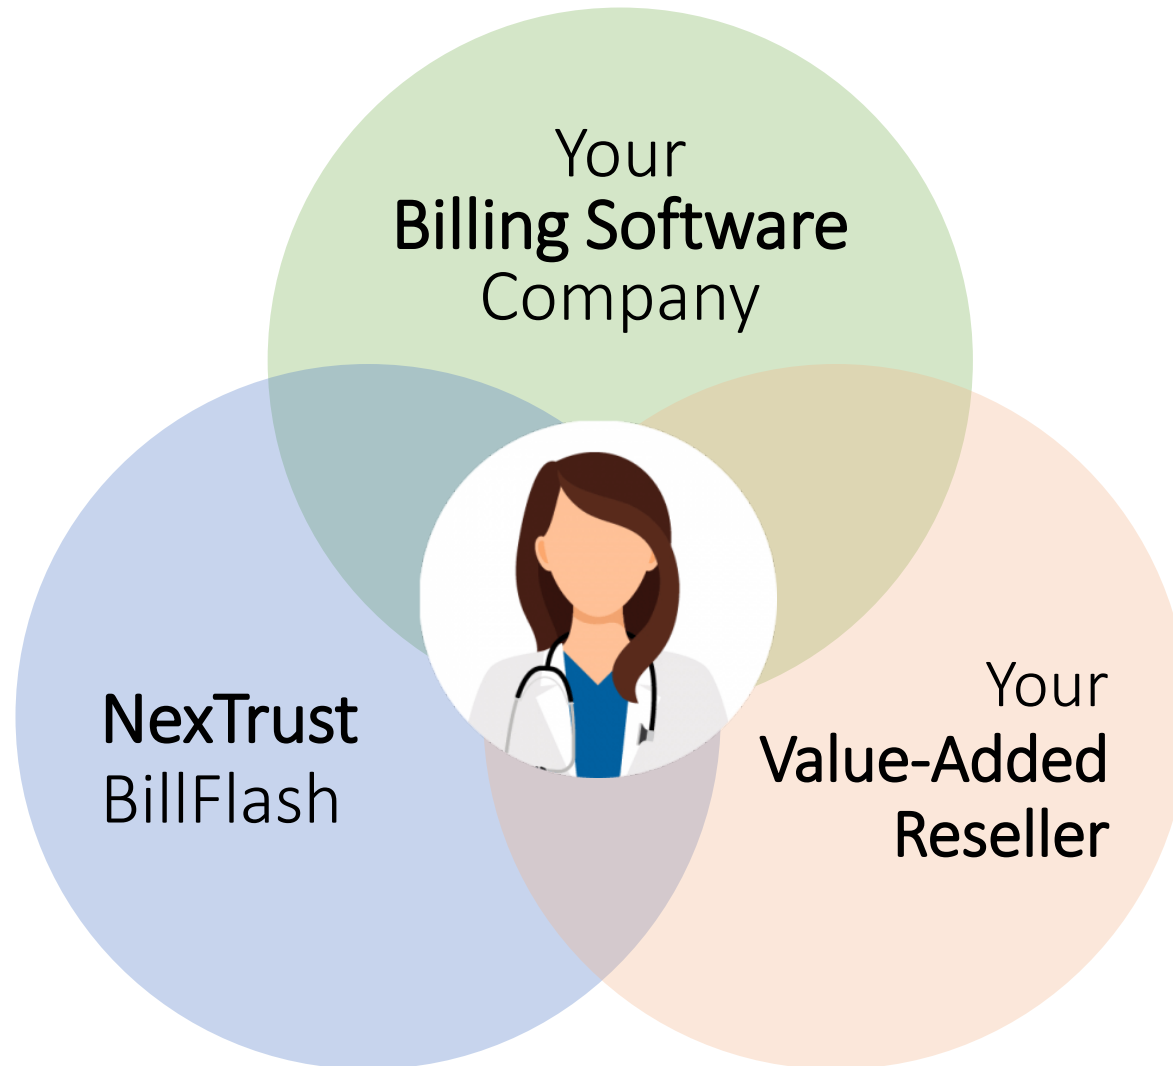 Your
Billing Software
Company
NexTrust
BillFlash
Your
Value-Added
Reseller